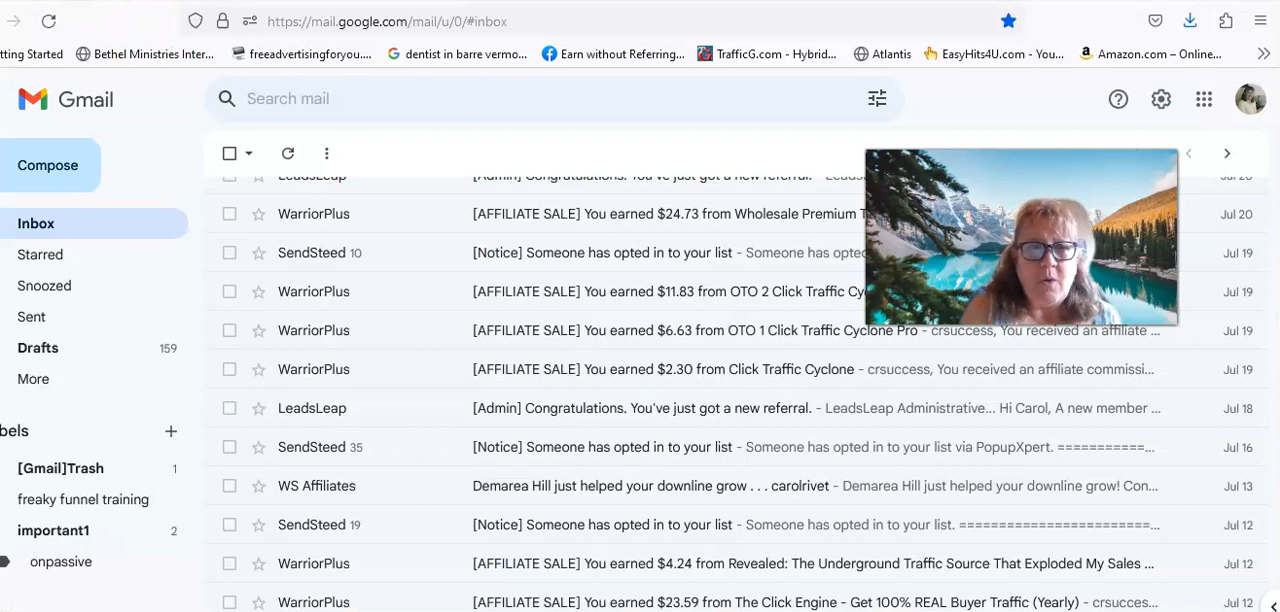 https://mail.google.com/mail/u/0/#inbox
tting Started Bethel Ministries Inter... freeadvertisingforyou.... dentist in barre vermo... Earn without Referring... TrafficG.com - Hybrid... Atlantis EasyHits4U.com - You... Amazon.com – Online...
Gmail
Search mail
Compose
LeadsLeap [Admin] Congratulations. You've just got a new referral. - Jul 20
WarriorPlus [AFFILIATE SALE] You earned $24.73 from Wholesale Premium T Jul 20
Inbox
SendSteed 10 [Notice] Someone has opted in to your list - Someone has opted Jul 19
Starred
Snoozed
WarriorPlus [AFFILIATE SALE] You earned $11.83 from OTO 2 Click Traffic Cy Jul 19
Sent
WarriorPlus [AFFILIATE SALE] You earned $6.63 from OTO 1 Click Traffic Cyclone Pro - crsuccess, You received an affiliate ... Jul 19
Drafts 159
WarriorPlus [AFFILIATE SALE] You earned $2.30 from Click Traffic Cyclone - crsuccess, You received an affiliate commissi... Jul 19
More
LeadsLeap [Admin] Congratulations. You've just got a new referral. - LeadsLeap Administrative... Hi Carol, A new member ... Jul 18
bels +
SendSteed 35 [Notice] Someone has opted in to your list - Someone has opted in to your list via PopupXpert. ===========... Jul 16
[Gmail]Trash 1
WS Affiliates Demarea Hill just helped your downline grow . . . carolrivet - Demarea Hill just helped your downline grow! Con... Jul 13
freaky funnel training
SendSteed 19 [Notice] Someone has opted in to your list - Someone has opted in to your list. =========================... Jul 12
important1 2
WarriorPlus [AFFILIATE SALE] You earned $4.24 from Revealed: The Underground Traffic Source That Exploded My Sales ... Jul 12
onpassive
WarriorPlus [AFFILIATE SALE] You earned $23.59 from The Click Engine - Get 100% REAL Buyer Traffic (Yearly) - crsucces... Jul 12